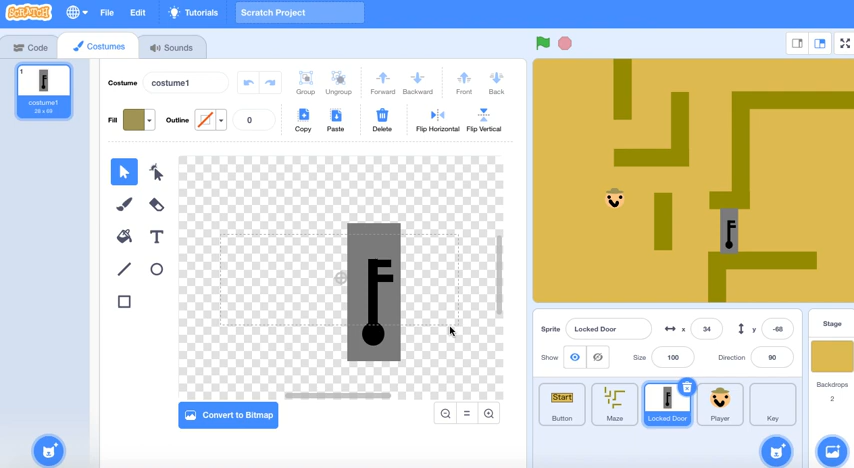 SCRATCH File Edit Tutorials Scratch Project
Code Costumes Sounds
1
costume1
28 x 69
Costume costume1 Group Ungroup Forward Backward Front Back
Fill Outline 0 Copy Paste Delete Flip Horizontal Flip Vertical
Convert to Bitmap
Sprite Locked Door x 34 y -68
Show Size 100 Direction 90
Start
Button Maze Locked Door Player Key
Stage
Backdrops
2